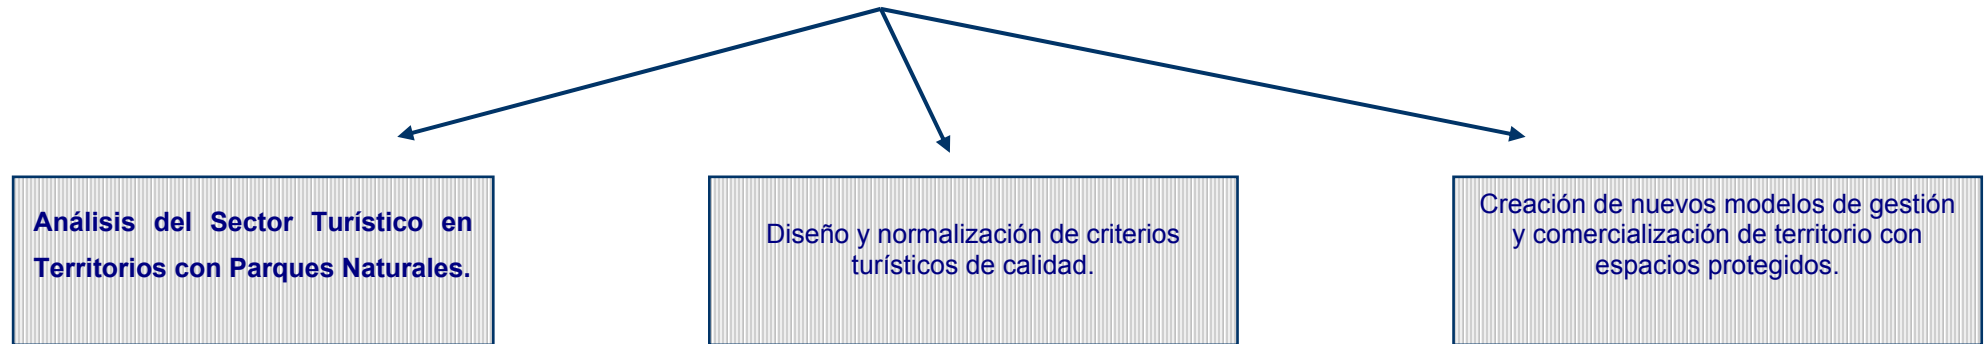 Análisis del Sector Turístico en
Territorios con Parques Naturales.
Diseño y normalización de criterios
turísticos de calidad.
Creación de nuevos modelos de gestión
y comercialización de territorio con
espacios protegidos.